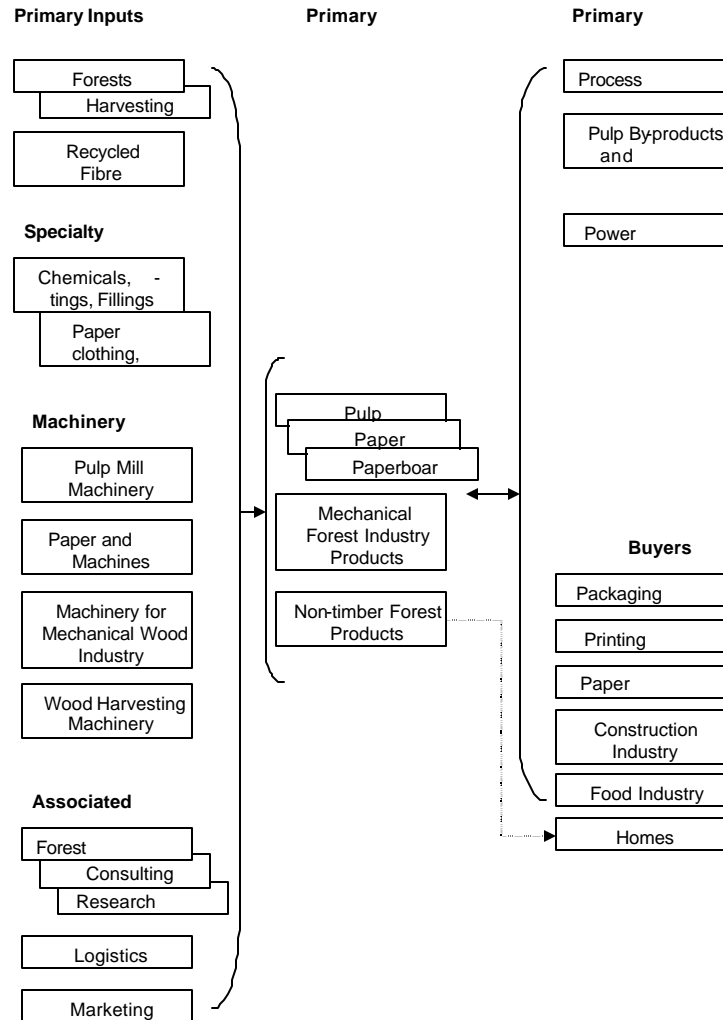 Primary Inputs
Primary
Primary
Forests
Harvesting
Recycled
Fibre
Specialty
Chemicals, -
tings, Fillings
Paper
clothing,
Machinery
Pulp Mill
Machinery
Paper and
Machines
Machinery for
Mechanical Wood
Industry
Wood Harvesting
Machinery
Associated
Forest
Consulting
Research
Logistics
Marketing
Pulp
Paper
Paperboar
Mechanical
Forest Industry
Products
Non-timber Forest
Products
Process
Pulp By-products
and
Power
Buyers
Packaging
Printing
Paper
Construction
Industry
Food Industry
Homes